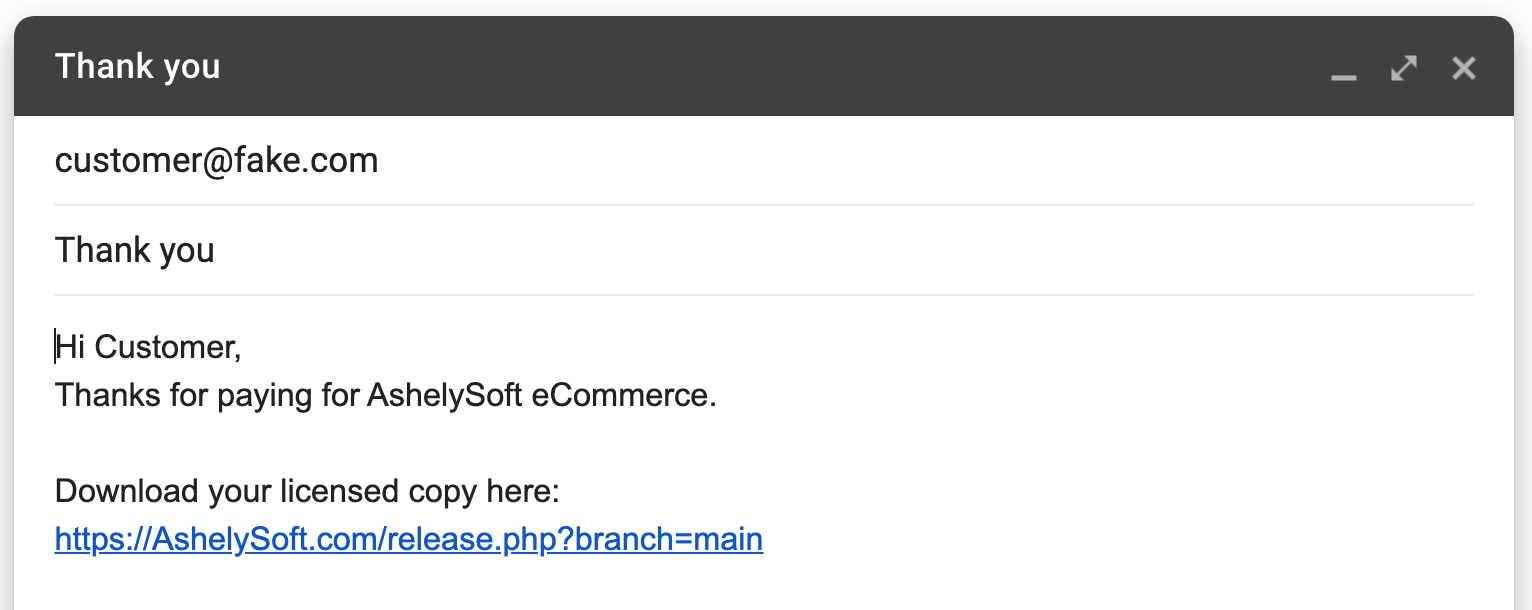 Thank you
customer@fake.com
Thank you
Hi Customer,
Thanks for paying for AshelySoft eCommerce.
Download your licensed copy here:
https://AshelySoft.com/release.php?branch=main